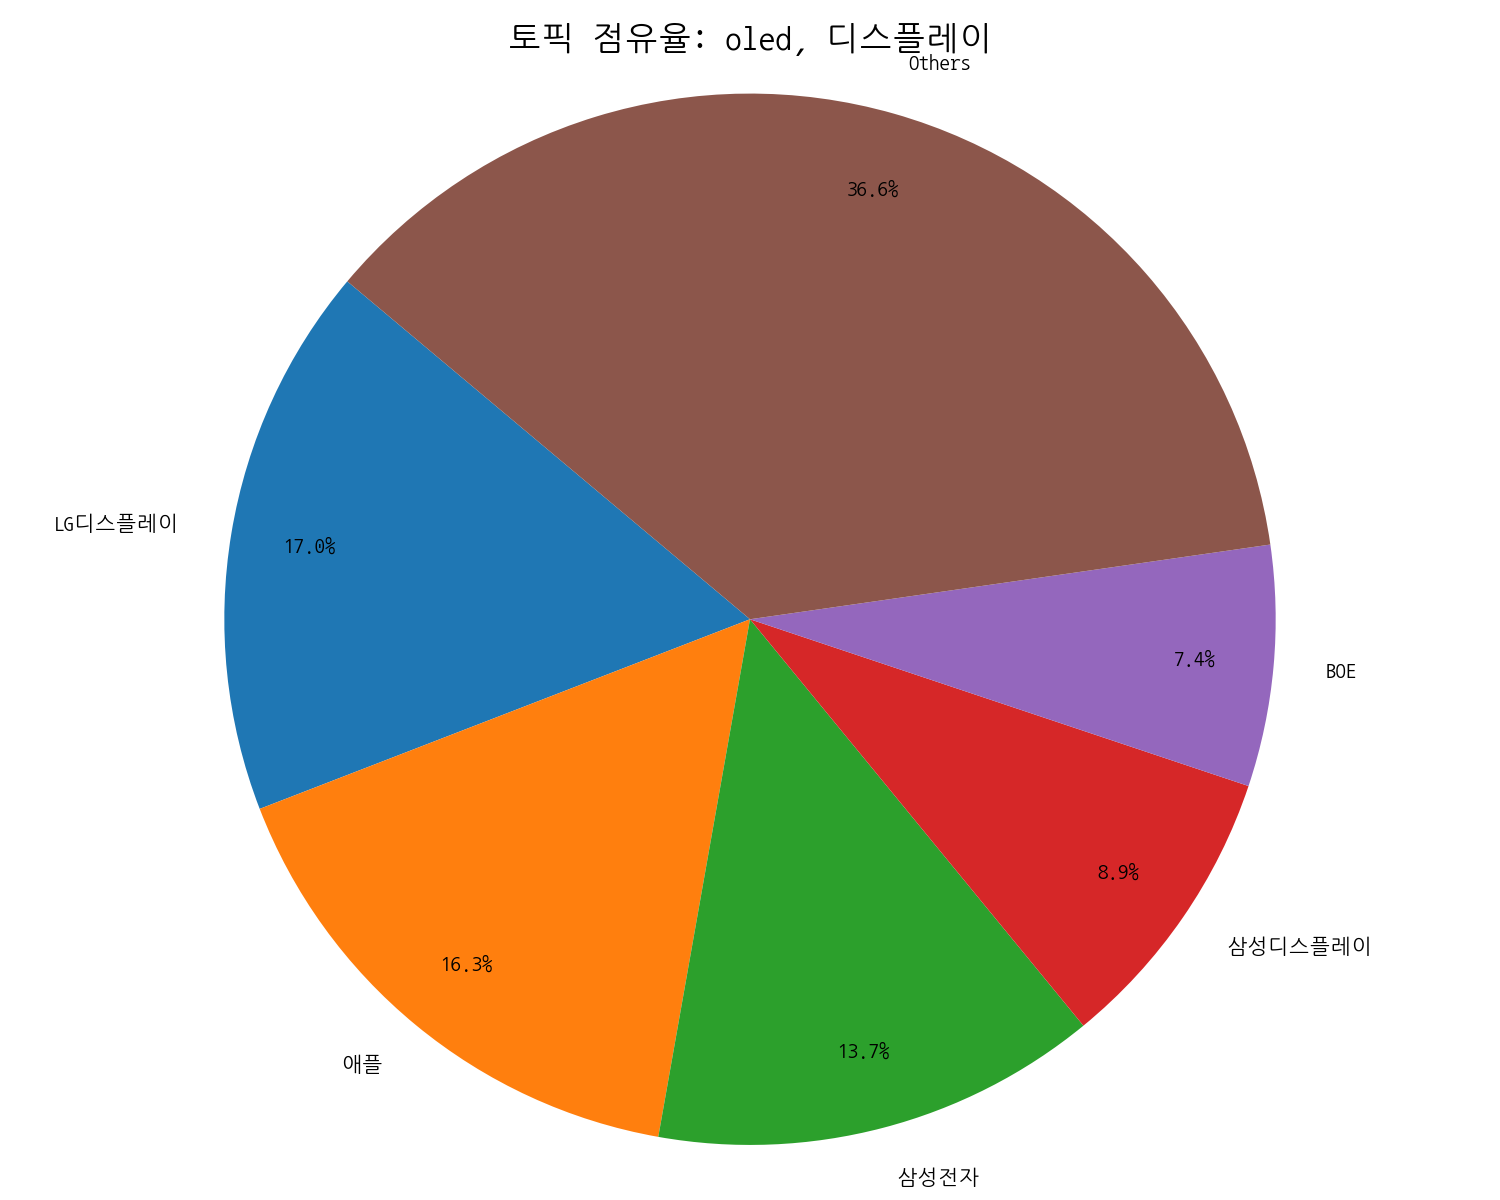 토픽 점유율: oled, 디스플레이
Others
36.6%
LG디스플레이
17.0%
7.4%
BOE
8.9%
삼성디스플레이
16.3%
애플
13.7%
삼성전자